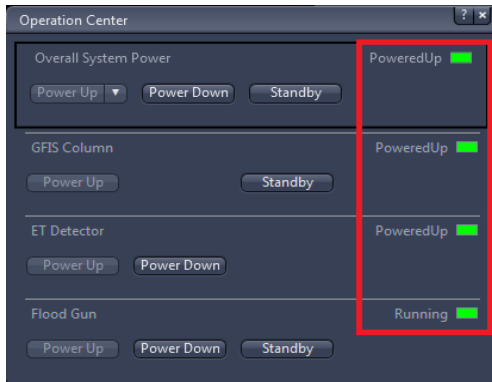 Operation Center ? ×
Overall System Power PoweredUp
Power Up ▼ Power Down Standby
GFIS Column PoweredUp
Power Up Standby
ET Detector PoweredUp
Power Up Power Down
Flood Gun Running
Power Up Power Down Standby